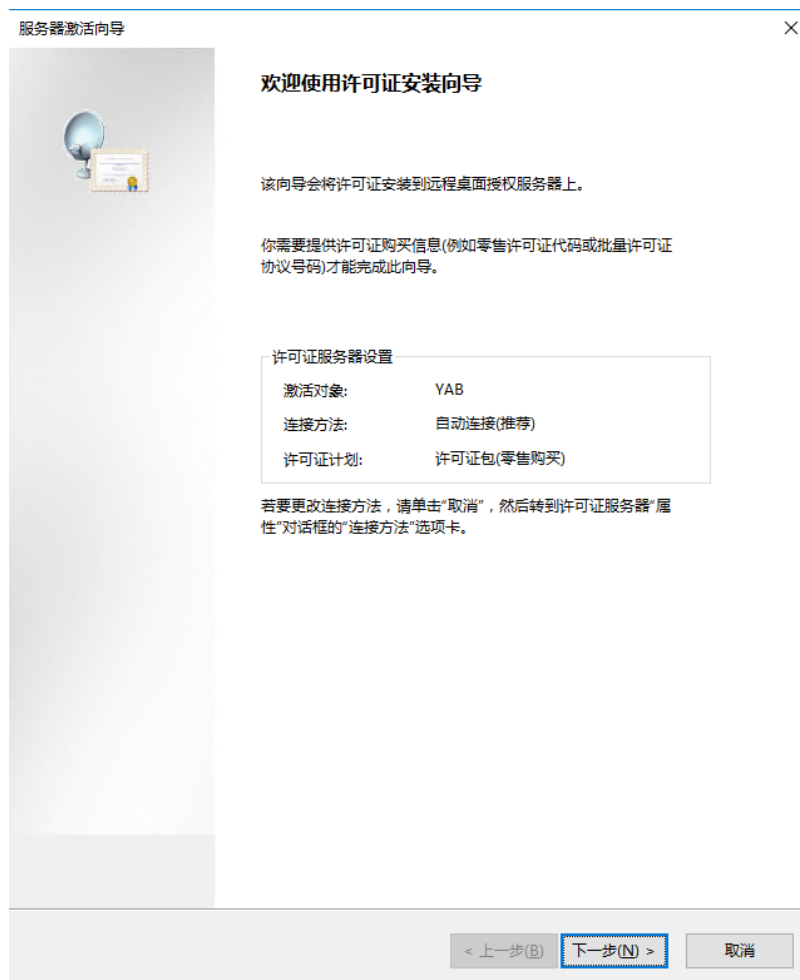 服务器激活向导
欢迎使用许可证安装向导
该向导会将许可证安装到远程桌面授权服务器上。
你需要提供许可证购买信息(例如零售许可证代码或批量许可证
协议号码)才能完成此向导。
许可证服务器设置
激活对象: YAB
连接方法: 自动连接(推荐)
许可证计划: 许可证包(零售购买)
若要更改连接方法，请单击“取消”，然后转到许可证服务器“属
性”对话框的“连接方法”选项卡。
< 上一步(B) 下一步(N) > 取消